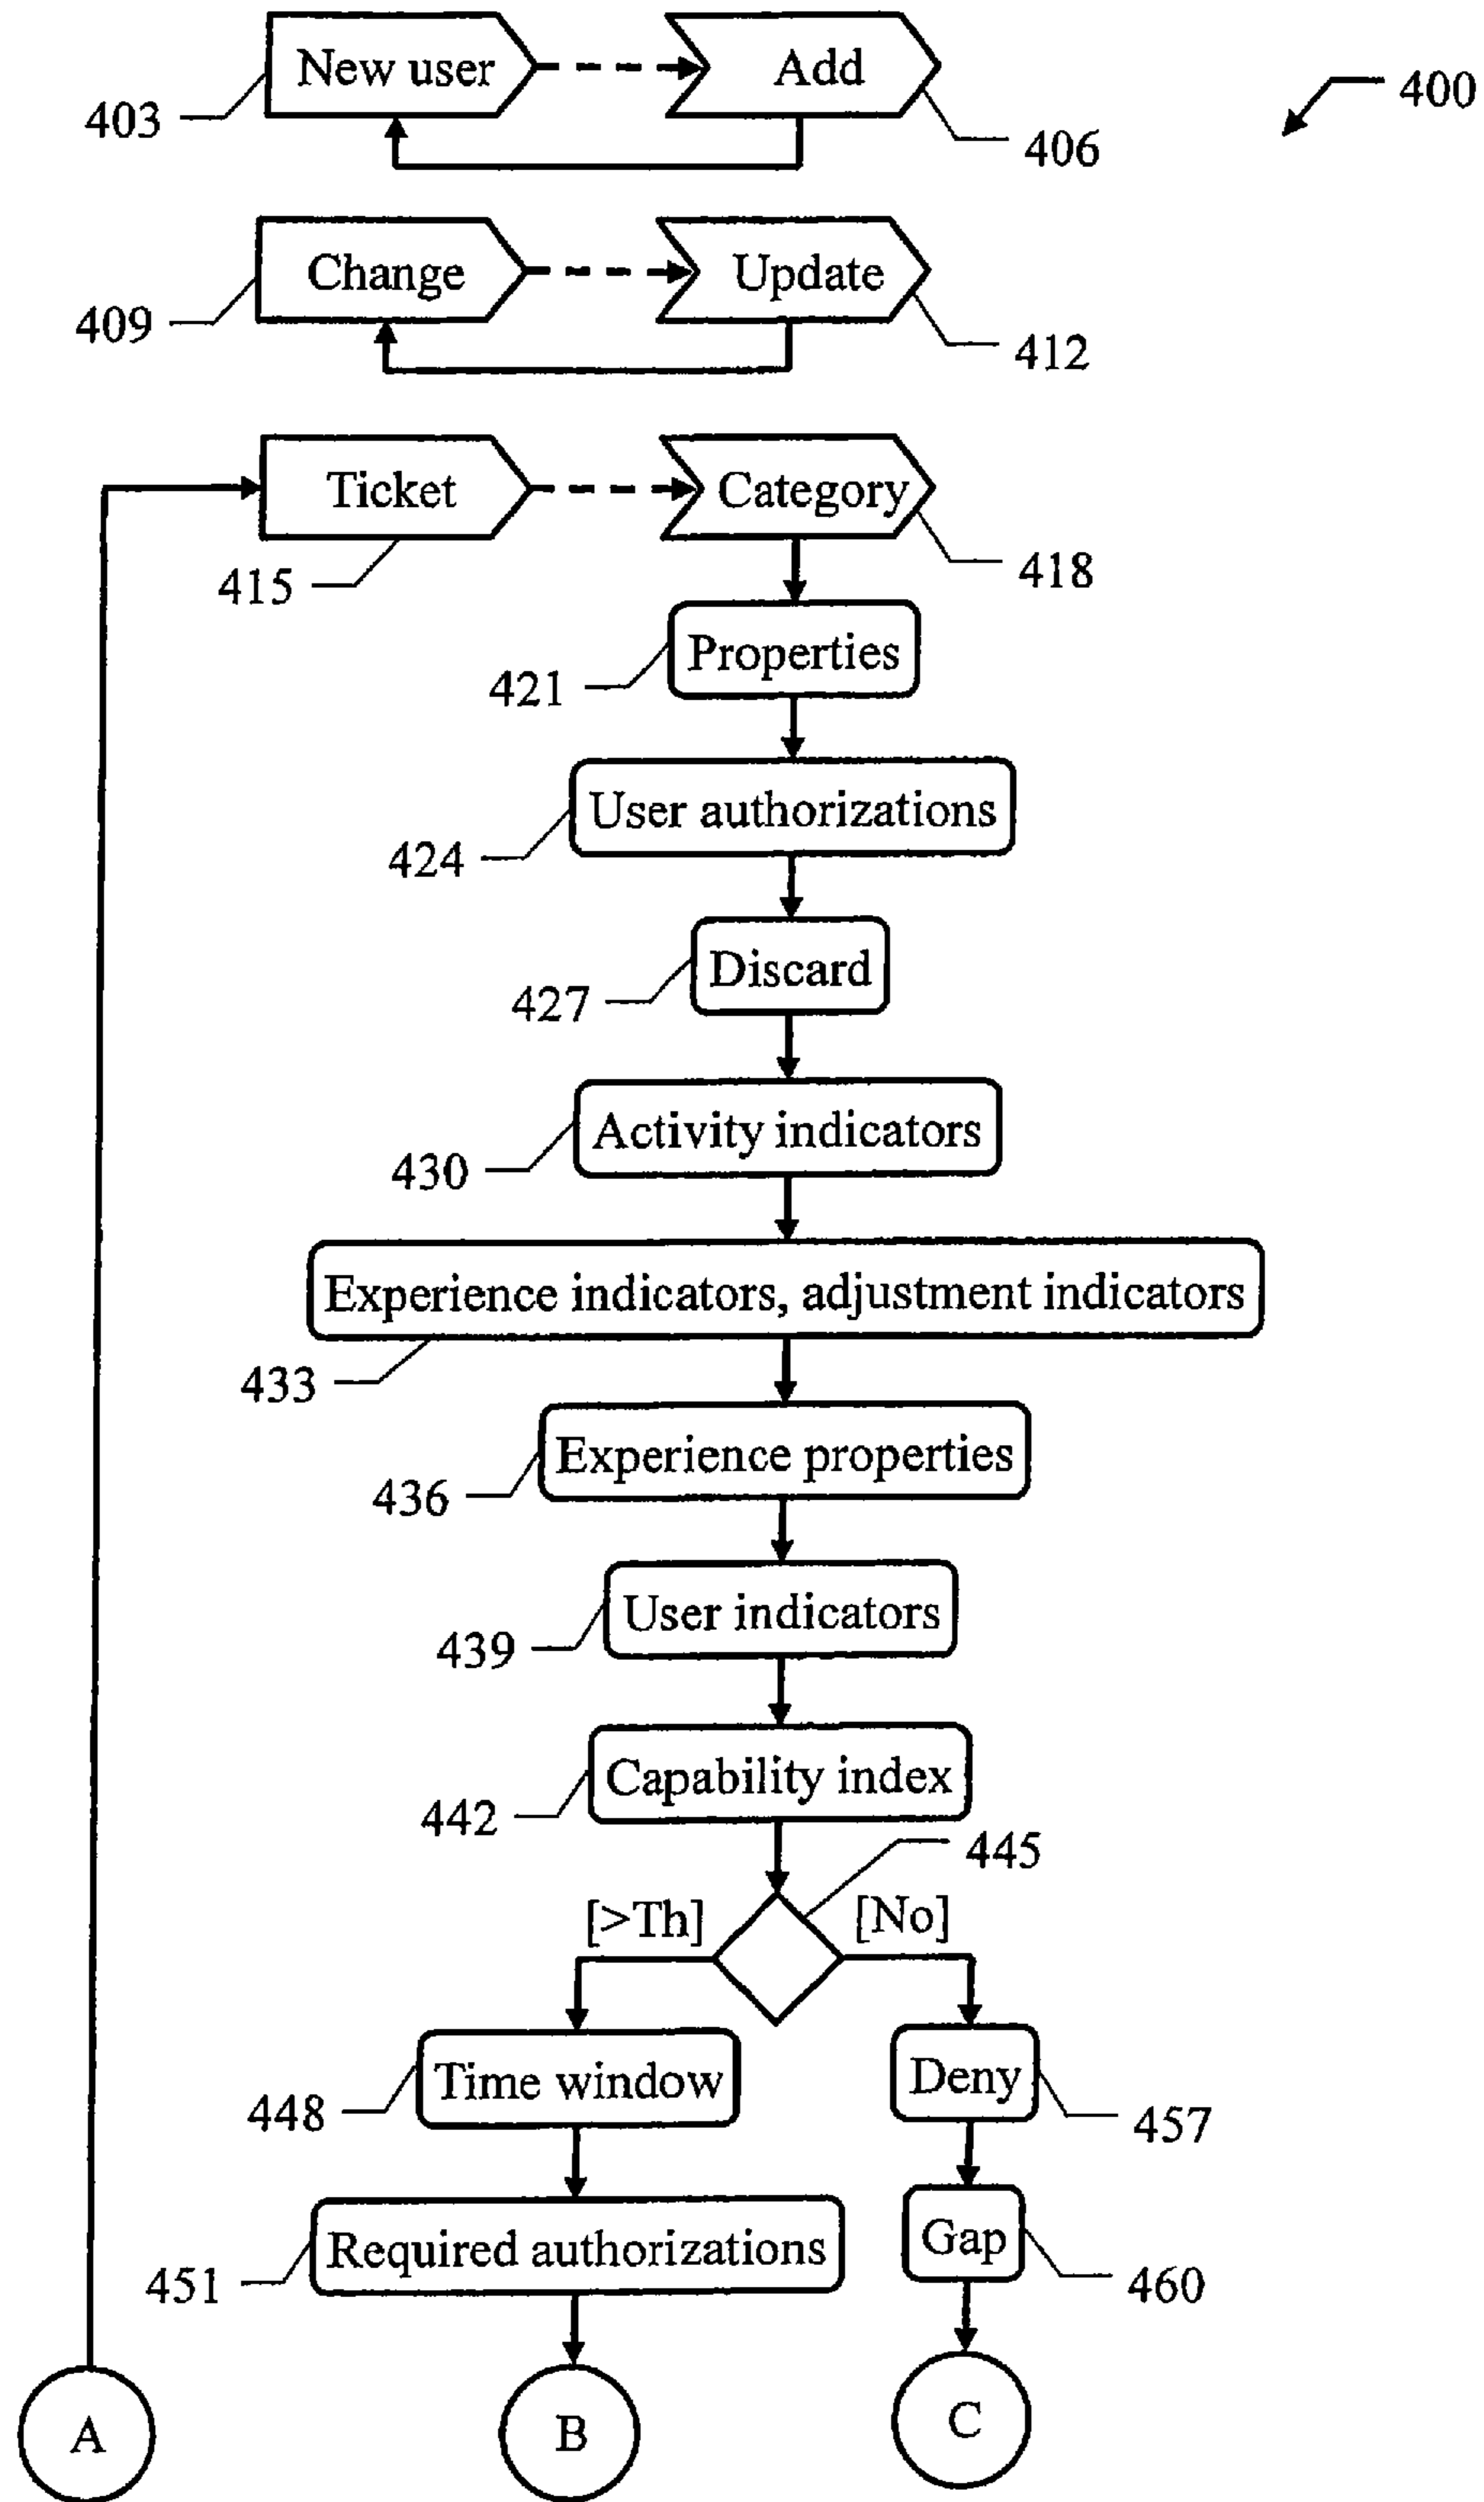 New user
Add
400
403
406
Change
Update
409
412
Ticket
Category
415
418
Properties
421
User authorizations
424
Discard
427
Activity indicators
430
Experience indicators, adjustment indicators
433
Experience properties
436
User indicators
439
Capability index
442
445
[>Th]
[No]
Time window
Deny
448
457
Required authorizations
Gap
451
460
A
B
C